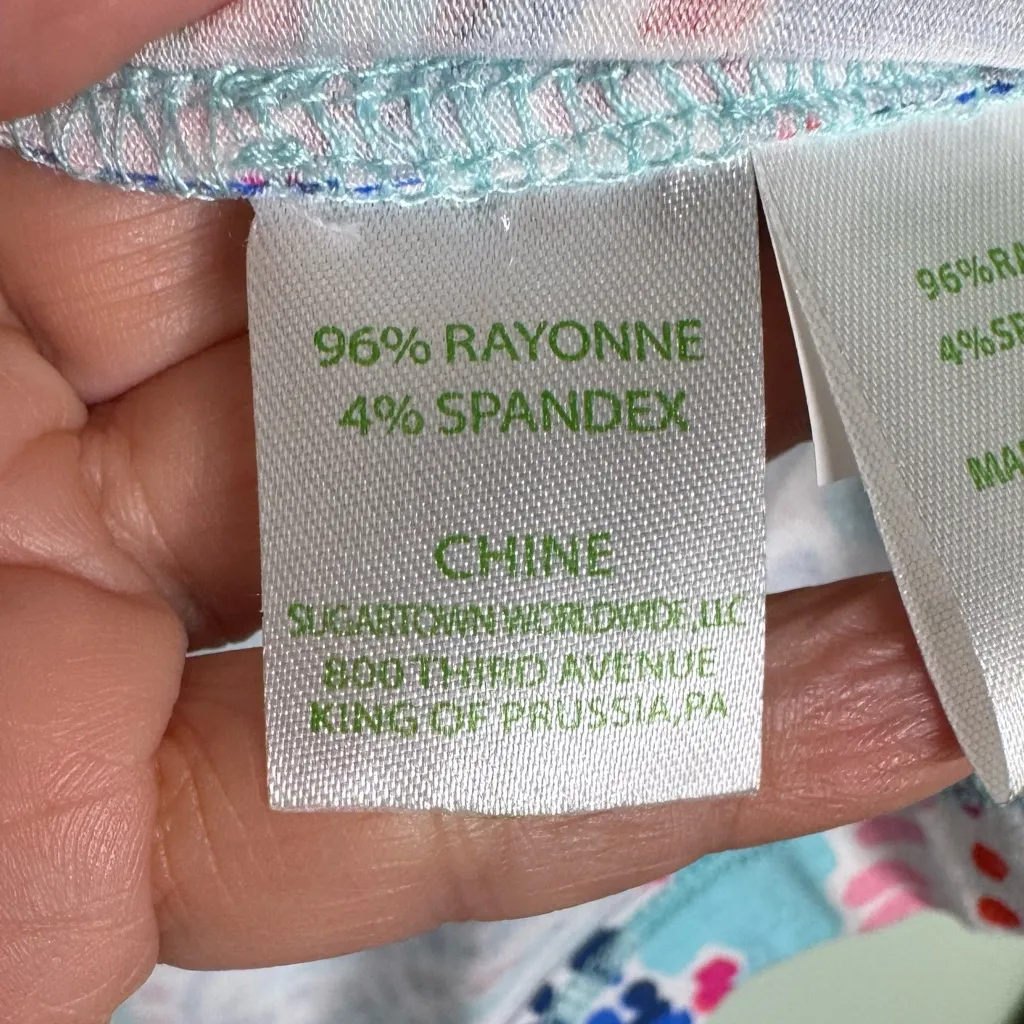 96% RAYONNE
4% SPANDEX
CHINE
SUGARTOWN WORLDWIDE, LLC
800 THIRD AVENUE
KING OF PRUSSIA, PA
96%RA
4%SP
MA